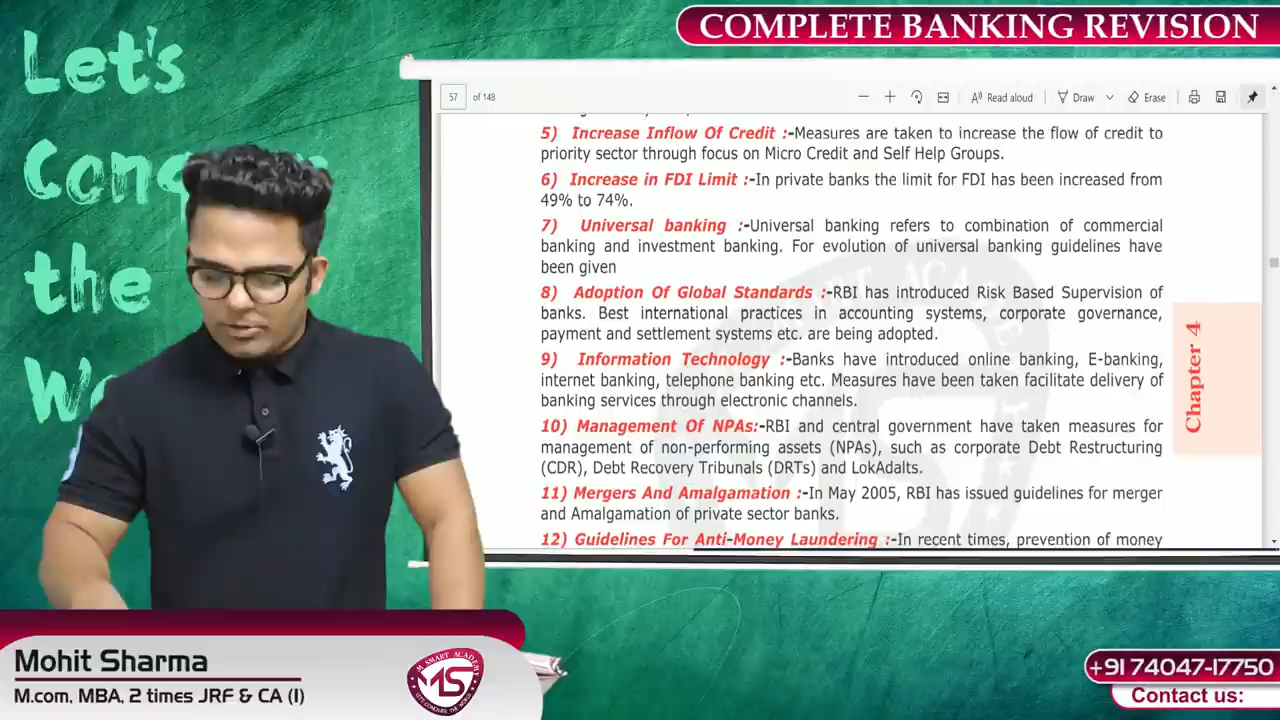 COMPLETE BANKING REVISION
Let's
Conq
the
Wo
57 of 148
Read aloud
Draw
Erase
5) Increase Inflow Of Credit :-Measures are taken to increase the flow of credit to
priority sector through focus on Micro Credit and Self Help Groups.
6) Increase in FDI Limit :-In private banks the limit for FDI has been increased from
49% to 74%.
7) Universal banking :-Universal banking refers to combination of commercial
banking and investment banking. For evolution of universal banking guidelines have
been given
8) Adoption Of Global Standards :-RBI has introduced Risk Based Supervision of
banks. Best international practices in accounting systems, corporate governance,
payment and settlement systems etc. are being adopted.
9) Information Technology :-Banks have introduced online banking, E-banking,
internet banking, telephone banking etc. Measures have been taken facilitate delivery of
banking services through electronic channels.
10) Management Of NPAs:-RBI and central government have taken measures for
management of non-performing assets (NPAs), such as corporate Debt Restructuring
(CDR), Debt Recovery Tribunals (DRTs) and LokAdalts.
11) Mergers And Amalgamation :-In May 2005, RBI has issued guidelines for merger
and Amalgamation of private sector banks.
12) Guidelines For Anti-Money Laundering :-In recent times, prevention of money
Chapter 4
Mohit Sharma
M.com, MBA, 2 times JRF & CA (I)
M SMART ACADEMY
MS
LET'S CONQUER THE WORLD
+91 74047-17750
Contact us: